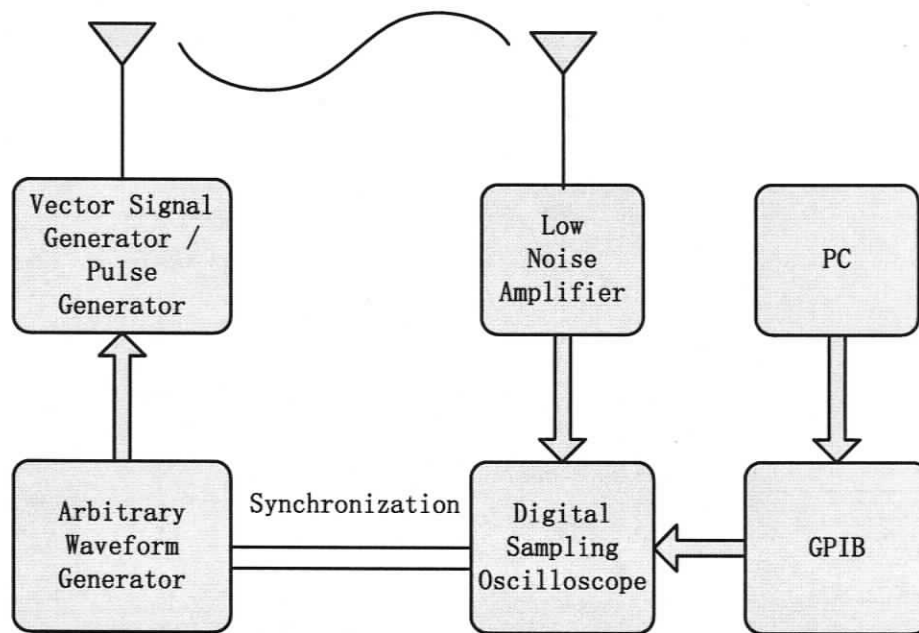 Vector Signal
Generator /
Pulse
Generator
Low
Noise
Amplifier
PC
Arbitrary
Waveform
Generator
Synchronization
Digital
Sampling
Oscilloscope
GPIB